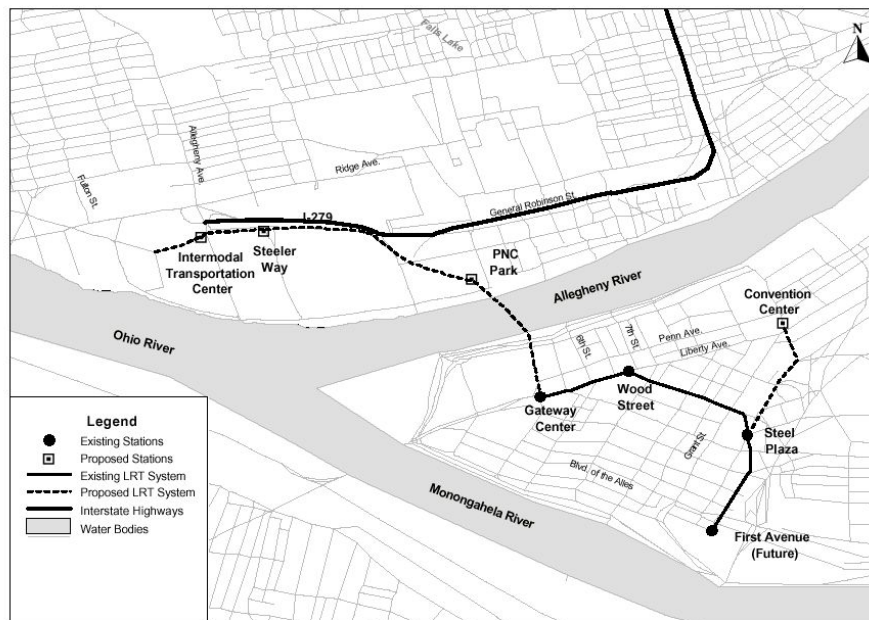 Falls Lake
N
Allegheny Ave.
Ridge Ave.
Fulton St.
General Robinson St.
I-279
Steeler
Way
Intermodal
Transportation
Center
PNC
Park
Allegheny River
Convention
Center
Ohio River
6th St.
7th St.
Penn Ave.
Liberty Ave.
Wood
Street
Gateway
Center
Grant St.
Steel
Plaza
Blvd. of the Alles
Monongahela River
First Avenue
(Future)
Legend
Existing Stations
Proposed Stations
Existing LRT System
Proposed LRT System
Interstate Highways
Water Bodies